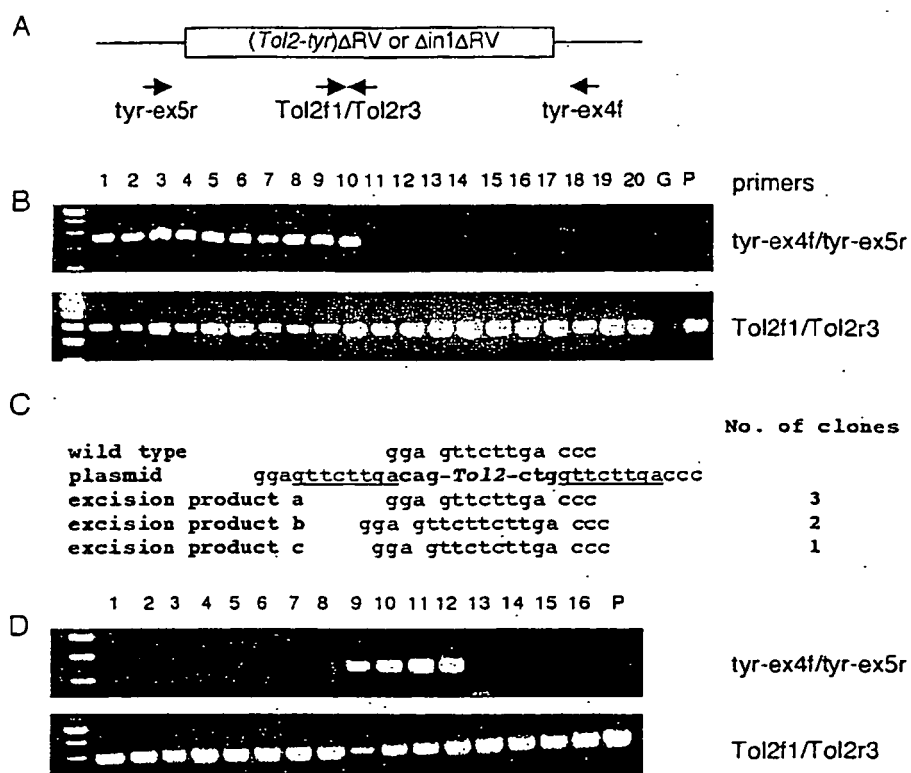 A
(Tol2-tyr)ΔRV or Δin1ΔRV
tyr-ex5r Tol2f1/Tol2r3 tyr-ex4f
1 2 3 4 5 6 7 8 9 10 11 12 13 14 15 16 17 18 19 20 G P primers
B
tyr-ex4f/tyr-ex5r
Tol2f1/Tol2r3
C
No. of clones
wild type gga gttcttga ccc
plasmid ggagttcttgacag-Tol2-ctggttcttgaccc
excision product a gga gttcttga ccc 3
excision product b gga gttcttcttga ccc 2
excision product c gga gttctcttga ccc 1
1 2 3 4 5 6 7 8 9 10 11 12 13 14 15 16 P
D
tyr-ex4f/tyr-ex5r
Tol2f1/Tol2r3